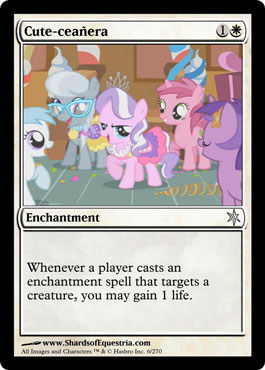 Cute-ceañera 1
Enchantment
Whenever a player casts an
enchantment spell that targets a
creature, you may gain 1 life.
www.ShardsofEquestria.com
All Images and Characters ™ & © Hasbro Inc. 6/270